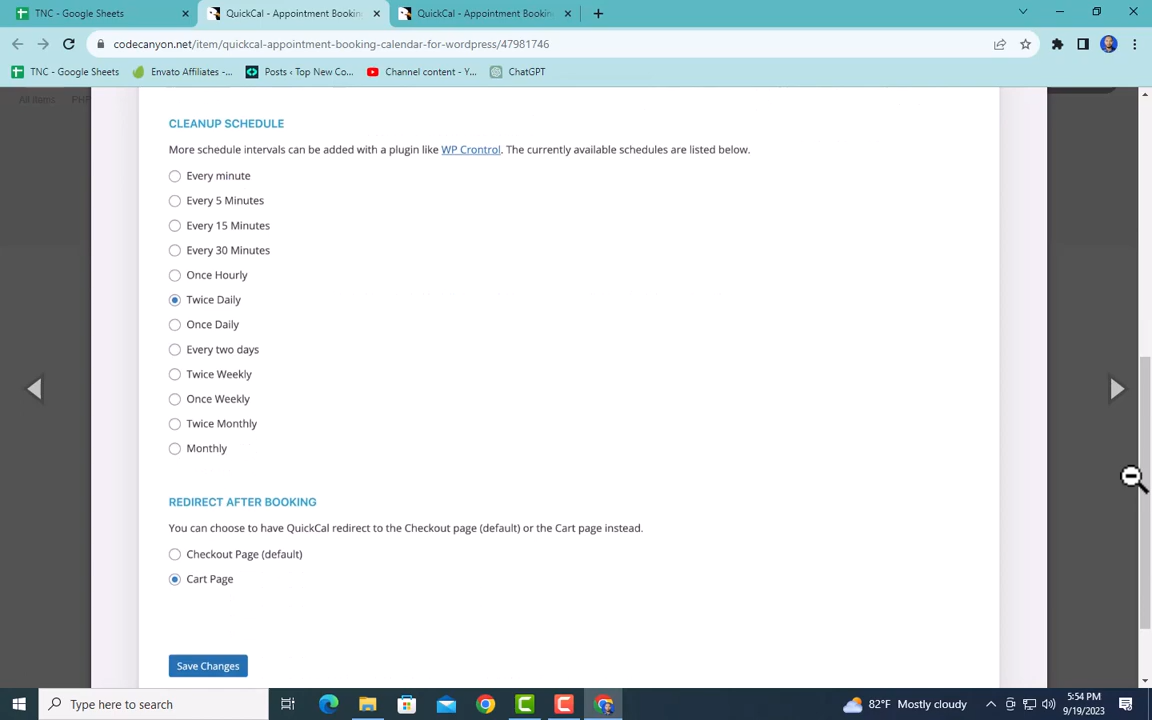 TNC - Google Sheets
QuickCal - Appointment Bookin
QuickCal - Appointment Bookin
codecanyon.net/item/quickcal-appointment-booking-calendar-for-wordpress/47981746
TNC - Google Sheets
Envato Affiliates -...
Posts ‹ Top New Co...
Channel content - Y...
ChatGPT
All Items
CLEANUP SCHEDULE
More schedule intervals can be added with a plugin like WP Crontrol. The currently available schedules are listed below.
Every minute
Every 5 Minutes
Every 15 Minutes
Every 30 Minutes
Once Hourly
Twice Daily
Once Daily
Every two days
Twice Weekly
Once Weekly
Twice Monthly
Monthly
REDIRECT AFTER BOOKING
You can choose to have QuickCal redirect to the Checkout page (default) or the Cart page instead.
Checkout Page (default)
Cart Page
Save Changes
Type here to search
82°F Mostly cloudy
5:54 PM
9/19/2023